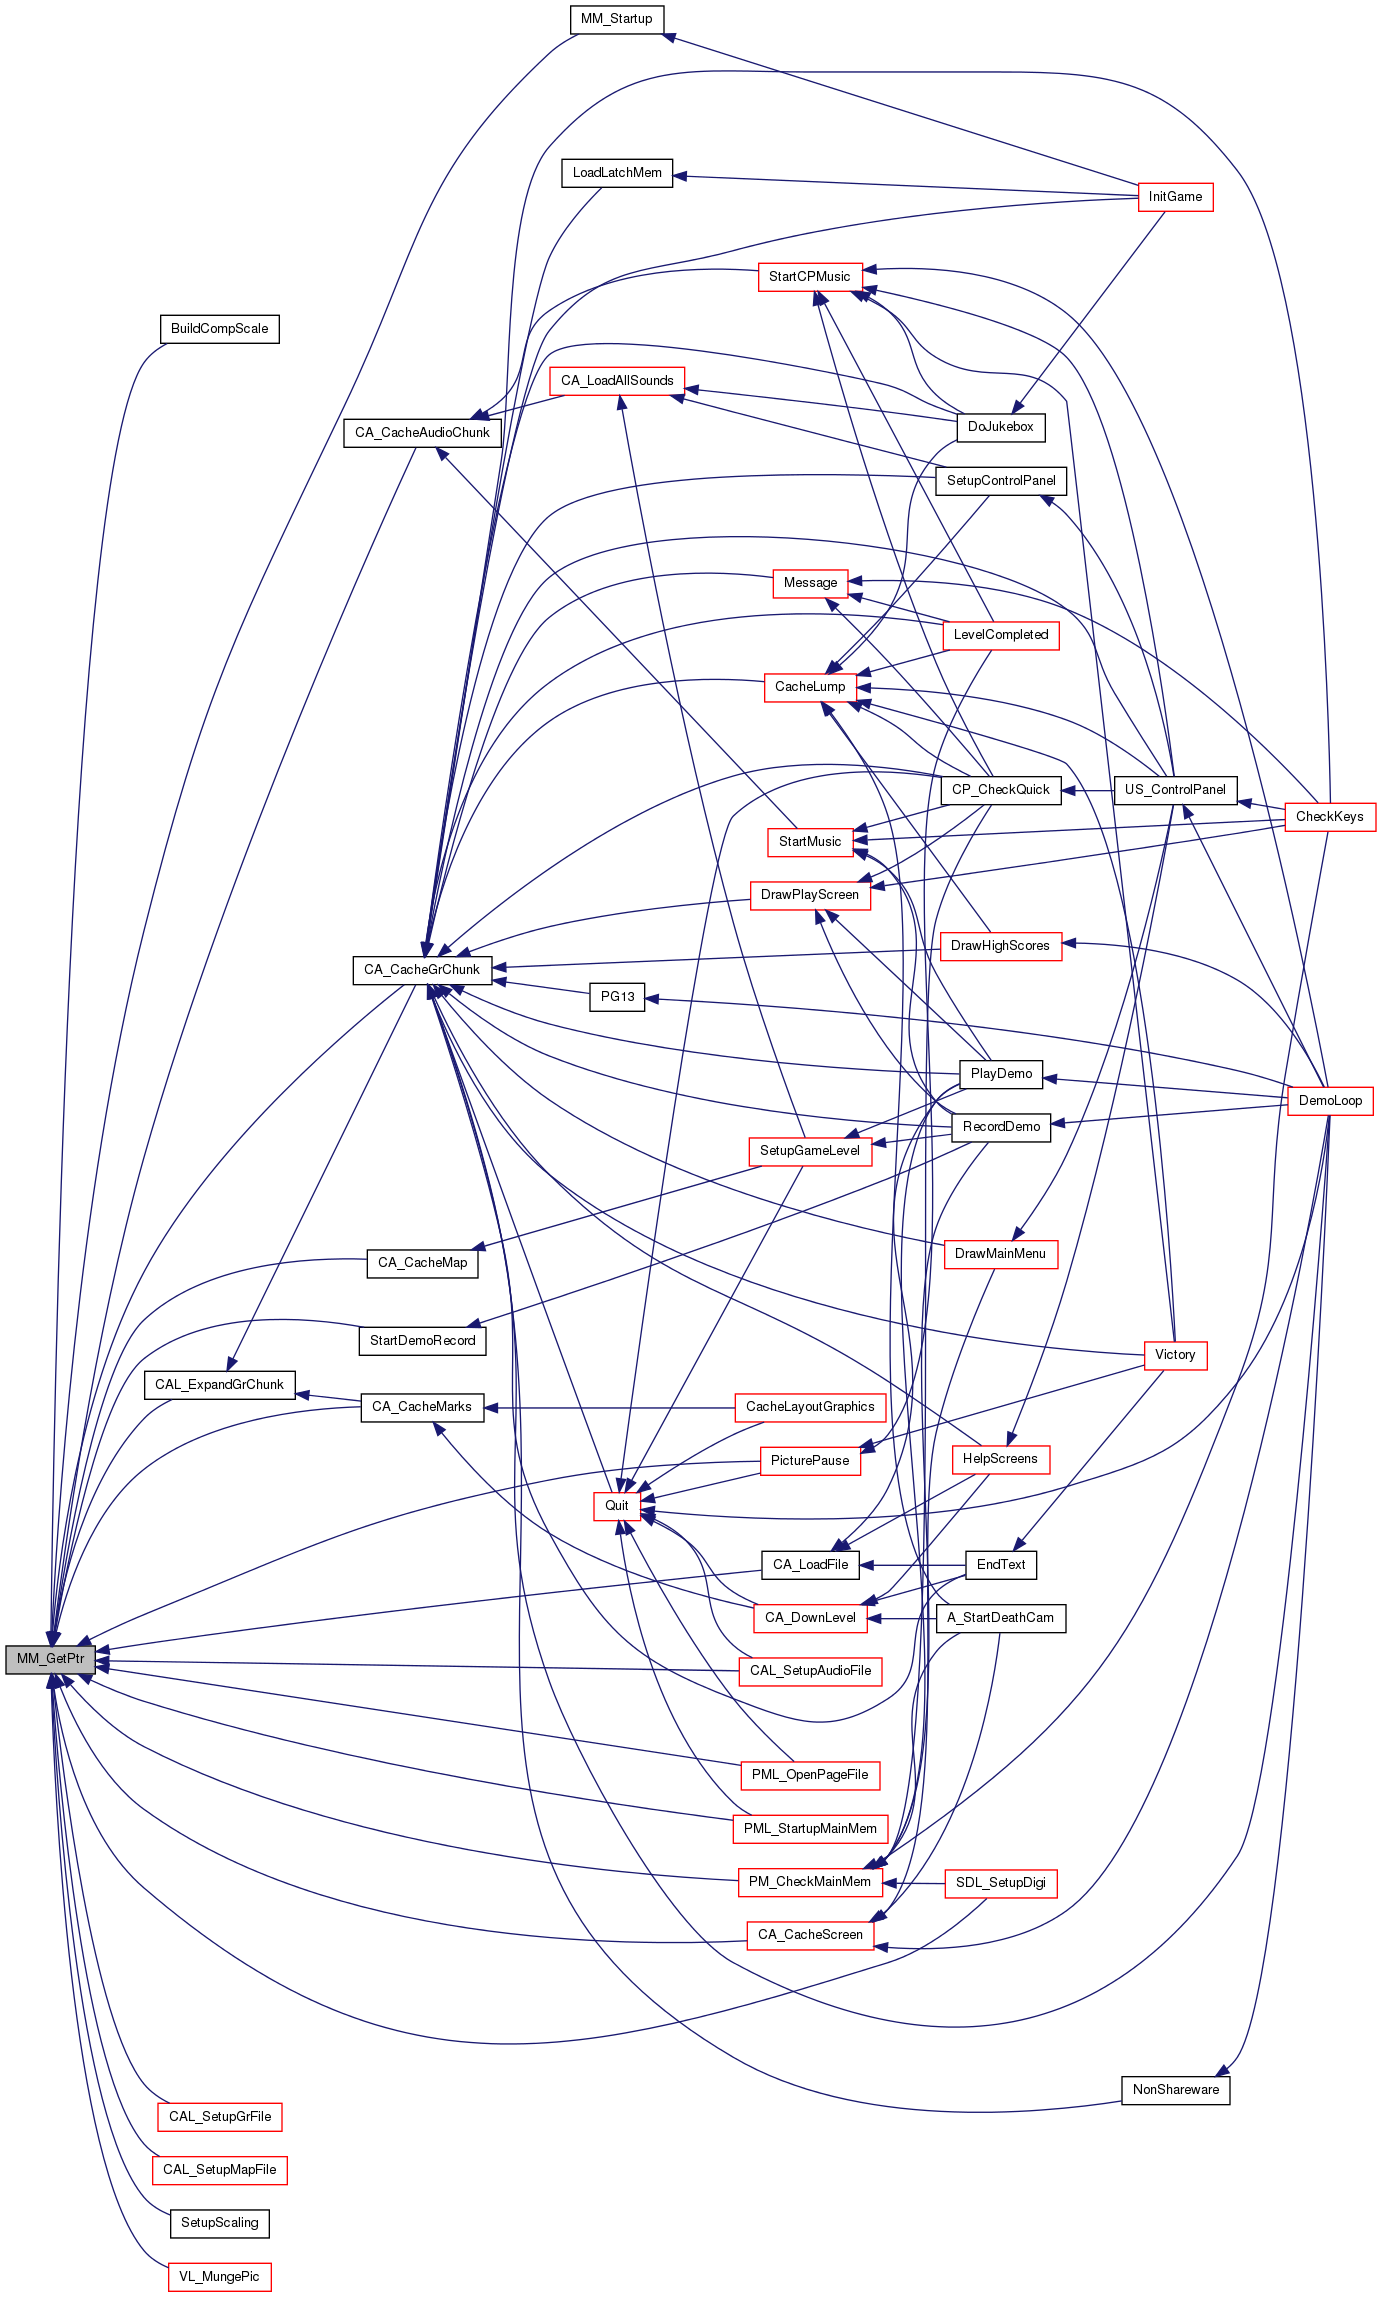 MM_Startup
LoadLatchMem
InitGame
StartCPMusic
BuildCompScale
CA_LoadAllSounds
CA_CacheAudioChunk
DoJukebox
SetupControlPanel
Message
LevelCompleted
CacheLump
CP_CheckQuick
US_ControlPanel
CheckKeys
StartMusic
DrawPlayScreen
DrawHighScores
CA_CacheGrChunk
PG13
PlayDemo
DemoLoop
RecordDemo
SetupGameLevel
DrawMainMenu
CA_CacheMap
StartDemoRecord
Victory
CAL_ExpandGrChunk
CA_CacheMarks
CacheLayoutGraphics
PicturePause
HelpScreens
Quit
CA_LoadFile
EndText
CA_DownLevel
A_StartDeathCam
MM_GetPtr
CAL_SetupAudioFile
PML_OpenPageFile
PML_StartupMainMem
PM_CheckMainMem
SDL_SetupDigi
CA_CacheScreen
NonShareware
CAL_SetupGrFile
CAL_SetupMapFile
SetupScaling
VL_MungePic